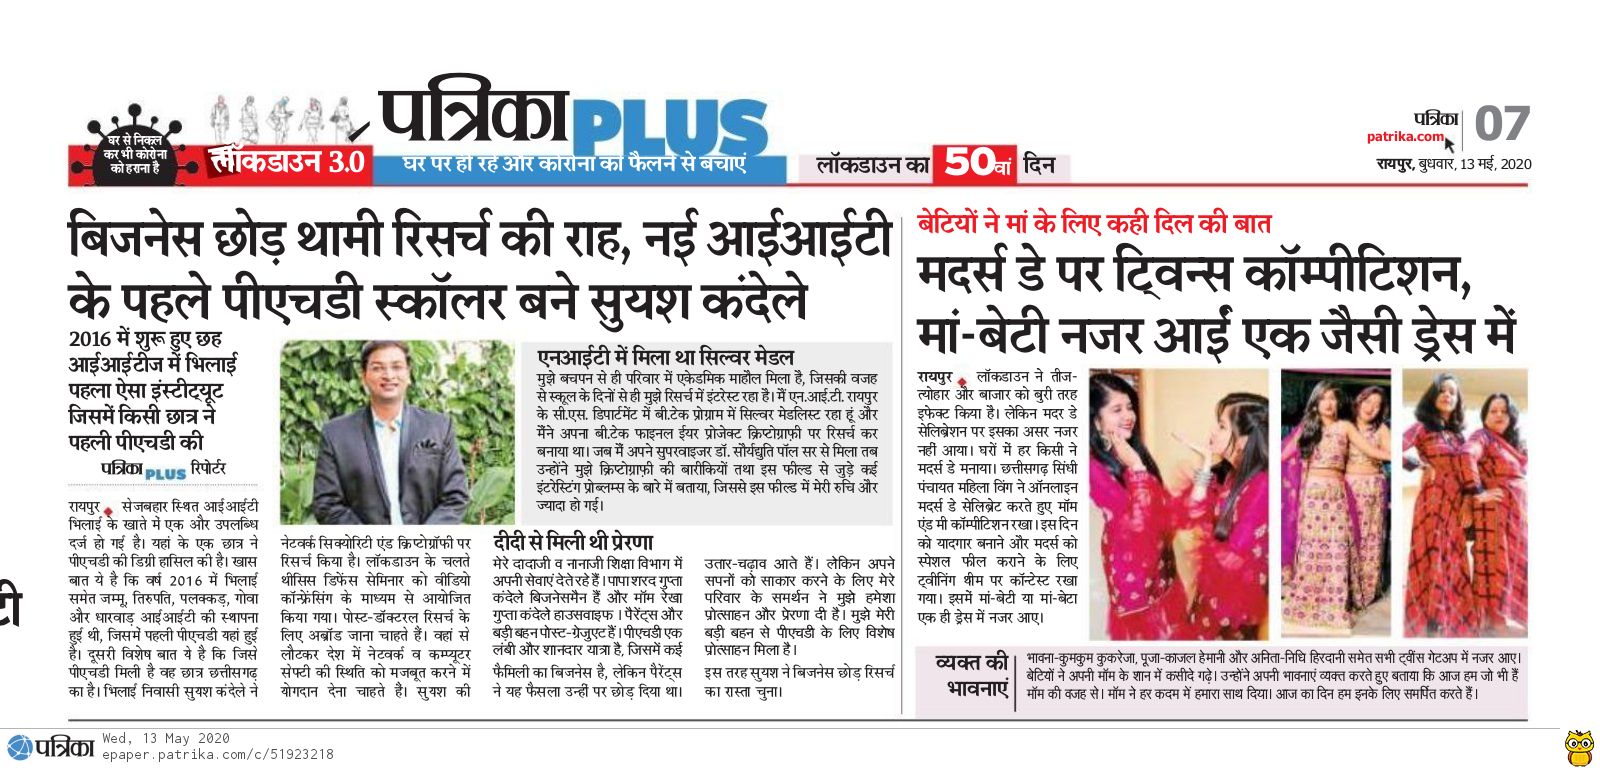 घर से निकल
कर भी कोरोना
को हराना है
लॉकडाउन 3.0
पत्रिका PLUS
घर पर ही रहें और कोरोना को फैलने से बचाएं
लॉकडाउन का 50वां दिन
पत्रिका
patrika.com
07
रायपुर, बुधवार, 13 मई, 2020
बिजनेस छोड़ थामी रिसर्च की राह, नई आईआईटी
के पहले पीएचडी स्कॉलर बने सुयश कंदेले
2016 में शुरू हुए छह
आईआईटीज में भिलाई
पहला ऐसा इंस्टीट्यूट
जिसमें किसी छात्र ने
पहली पीएचडी की
पत्रिका PLUS रिपोर्टर
रायपुर सेजबहार स्थित आईआईटी
भिलाई के खाते में एक और उपलब्धि
दर्ज हो गई है। यहां के एक छात्र ने
पीएचडी की डिग्री हासिल की है। खास
बात ये है कि वर्ष 2016 में भिलाई
समेत जम्मू, तिरुपति, पलक्कड़, गोवा
और धारवाड़ आईआईटी की स्थापना
हुई थी, जिसमें पहली पीएचडी यहां हुई
है। दूसरी विशेष बात ये है कि जिसे
पीएचडी मिली है वह छात्र छत्तीसगढ़
का है। भिलाई निवासी सुयश कंदेले ने
नेटवर्क सिक्योरिटी एंड क्रिप्टोग्रॉफी पर
रिसर्च किया है। लॉकडाउन के चलते
थीसिस डिफेंस सेमिनार को वीडियो
कॉन्फ्रेंसिंग के माध्यम से आयोजित
किया गया। पोस्ट-डॉक्टरल रिसर्च के
लिए अब्रॉड जाना चाहते हैं। वहां से
लौटकर देश में नेटवर्क व कम्प्यूटर
सेफ्टी की स्थिति को मजबूत करने में
योगदान देना चाहते है। सुयश की
एनआईटी में मिला था सिल्वर मेडल
मुझे बचपन से ही परिवार में एकेडमिक माहौल मिला है, जिसकी वजह
से स्कूल के दिनों से ही मुझे रिसर्च में इंटरेस्ट रहा है। मैं एन.आई.टी. रायपुर
के सी.एस. डिपार्टमेंट में बी.टेक प्रोग्राम में सिल्वर मेडलिस्ट रहा हूं और
मैंने अपना बी.टेक फाइनल ईयर प्रोजेक्ट क्रिप्टोग्राफ़ी पर रिसर्च कर
बनाया था। जब मैं अपने सुपरवाइजर डॉ. सौर्यद्युति पॉल सर से मिला तब
उन्होंने मुझे क्रिप्टोग्राफ़ी की बारीकियों तथा इस फील्ड से जुड़े कई
इंटरेस्टिंग प्रोब्लम्स के बारे में बताया, जिससे इस फील्ड में मेरी रुचि और
ज्यादा हो गई।
दीदी से मिली थी प्रेरणा
मेरे दादाजी व नानाजी शिक्षा विभाग में
अपनी सेवाएं देते रहे हैं। पापा शरद गुप्ता
कंदेले बिजनेसमैन हैं और मॉम रेखा
गुप्ता कंदेले हाउसवाइफ । पैरेंट्स और
बड़ी बहन पोस्ट-ग्रेजुएट हैं। पीएचडी एक
लंबी और शानदार यात्रा है, जिसमें कई
फैमिली का बिजनेस है, लेकिन पैरेंट्स
ने यह फैसला उन्हीं पर छोड़ दिया था।
उतार-चढ़ाव आते हैं। लेकिन अपने
सपनों को साकार करने के लिए मेरे
परिवार के समर्थन ने मुझे हमेशा
प्रोत्साहन और प्रेरणा दी है। मुझे मेरी
बड़ी बहन से पीएचडी के लिए विशेष
प्रोत्साहन मिला है।
इस तरह सुयश ने बिजनेस छोड़ रिसर्च
का रास्ता चुना।
बेटियों ने मां के लिए कही दिल की बात
मदर्स डे पर ट्विन्स कॉम्पीटिशन,
मां-बेटी नजर आईं एक जैसी ड्रेस में
रायपुर लॉकडाउन ने तीज-
त्योहार और बाजार को बुरी तरह
इफेक्ट किया है। लेकिन मदर डे
सेलिब्रेशन पर इसका असर नजर
नहीं आया। घरों में हर किसी ने
मदर्स डे मनाया। छत्तीसगढ़ सिंधी
पंचायत महिला विंग ने ऑनलाइन
मदर्स डे सेलिब्रेट करते हुए मॉम
एंड मी कॉम्पीटिशन रखा। इस दिन
को यादगार बनाने और मदर्स को
स्पेशल फील कराने के लिए
ट्वीनिंग थीम पर कॉन्टेस्ट रखा
गया। इसमें मां-बेटी या मां-बेटा
एक ही ड्रेस में नजर आए।
व्यक्त की
भावनाएं
भावना-कुमकुम कुकरेजा, पूजा-काजल हेमानी और अनिता-निधि हिरदानी समेत सभी ट्वींस गेटअप में नजर आए।
बेटियों ने अपनी मॉम के शान में कसीदे गढ़े। उन्होंने अपनी भावनाएं व्यक्त करते हुए बताया कि आज हम जो भी हैं
मॉम की वजह से। मॉम ने हर कदम में हमारा साथ दिया। आज का दिन हम इनके लिए समर्पित करते हैं।
टी
पत्रिका
Wed, 13 May 2020
epaper.patrika.com/c/51923218